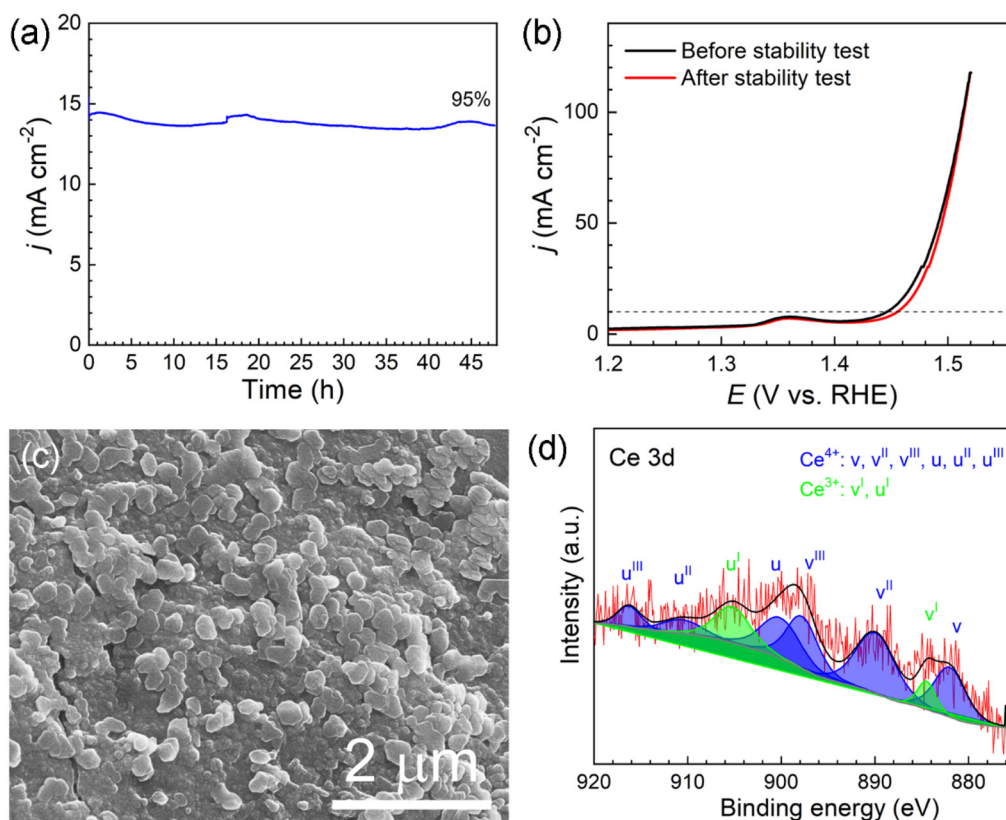 (a)
20
15
10
5
0
j (mA cm⁻²)
95%
0 5 10 15 20 25 30 35 40 45
Time (h)
(b)
Before stability test
After stability test
100
50
0
j (mA cm⁻²)
1.2 1.3 1.4 1.5
E (V vs. RHE)
(c)
2 μm
(d)
Ce 3d
Ce⁴⁺: v, vᴵᴵ, vᴵᴵᴵ, u, uᴵᴵ, uᴵᴵᴵ
Ce³⁺: vᴵ, uᴵ
uᴵᴵᴵ uᴵᴵ uᴵ u vᴵᴵᴵ vᴵᴵ vᴵ v
Intensity (a.u.)
920 910 900 890 880
Binding energy (eV)